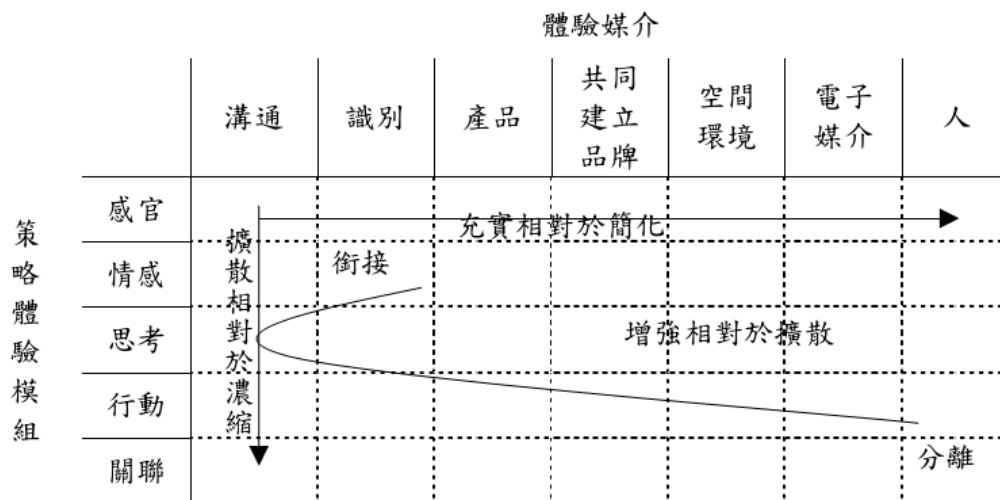 體驗媒介
溝通
識別
產品
共同
建立
品牌
空間
環境
電子
媒介
人
策略體驗模組
感官
情感
思考
行動
關聯
充實相對於簡化
擴散相對於濃縮
銜接
增強相對於擴散
分離